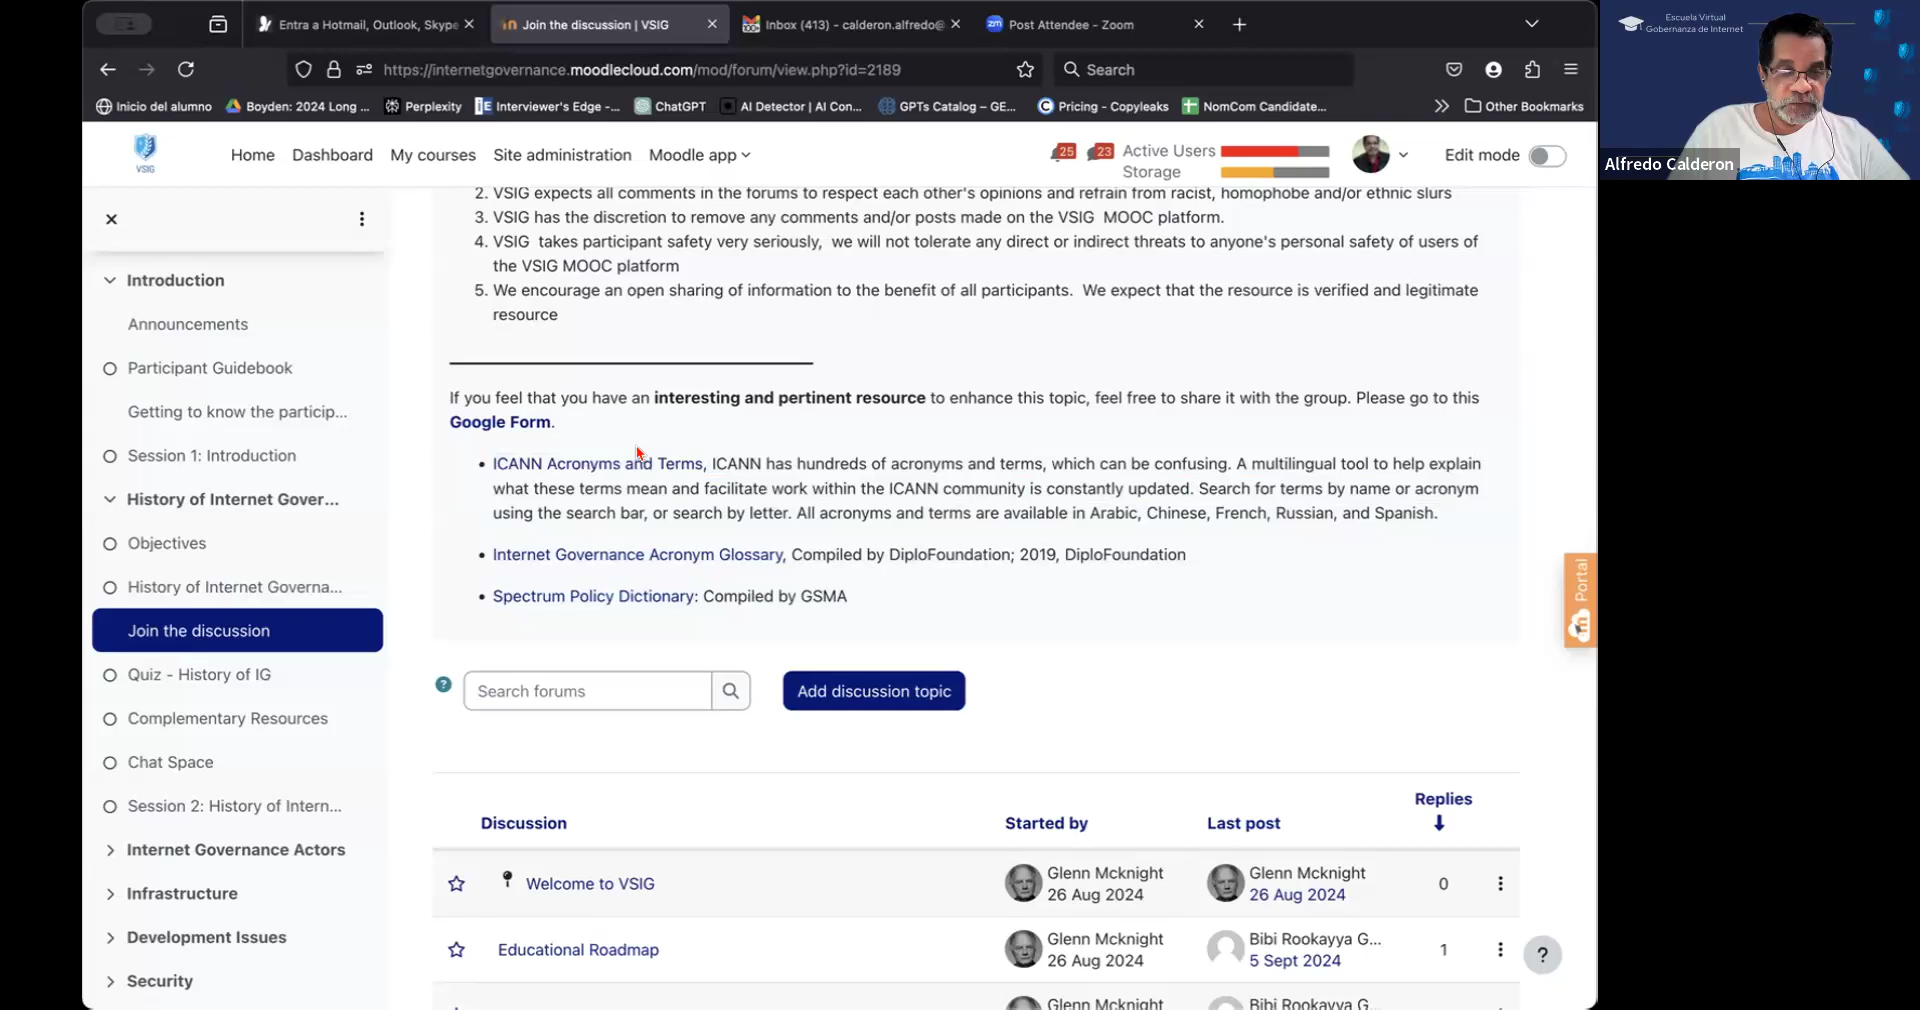 Entra a Hotmail, Outlook, Skype
Join the discussion | VSIG
Inbox (413) - calderon.alfredo@
zm Post Attendee - Zoom
https://internetgovernance.moodlecloud.com/mod/forum/view.php?id=2189
Search
Inicio del alumno
Boyden: 2024 Long ...
Perplexity
iE Interviewer's Edge -...
ChatGPT
AI Detector | AI Con...
GPTs Catalog – GE...
Pricing - Copyleaks
NomCom Candidate...
Other Bookmarks
Escuela Virtual
Gobernanza de Internet
Alfredo Calderon
VSIG
Home
Dashboard
My courses
Site administration
Moodle app
25
23
Active Users
Storage
Edit mode
Introduction
Announcements
Participant Guidebook
Getting to know the particip...
Session 1: Introduction
History of Internet Gover...
Objectives
History of Internet Governa...
Join the discussion
Quiz - History of IG
Complementary Resources
Chat Space
Session 2: History of Intern...
Internet Governance Actors
Infrastructure
Development Issues
Security
2. VSIG expects all comments in the forums to respect each other's opinions and refrain from racist, homophobe and/or ethnic slurs
3. VSIG has the discretion to remove any comments and/or posts made on the VSIG MOOC platform.
4. VSIG takes participant safety very seriously, we will not tolerate any direct or indirect threats to anyone's personal safety of users of
the VSIG MOOC platform
5. We encourage an open sharing of information to the benefit of all participants. We expect that the resource is verified and legitimate
resource
If you feel that you have an interesting and pertinent resource to enhance this topic, feel free to share it with the group. Please go to this
Google Form.
• ICANN Acronyms and Terms, ICANN has hundreds of acronyms and terms, which can be confusing. A multilingual tool to help explain
what these terms mean and facilitate work within the ICANN community is constantly updated. Search for terms by name or acronym
using the search bar, or search by letter. All acronyms and terms are available in Arabic, Chinese, French, Russian, and Spanish.
• Internet Governance Acronym Glossary, Compiled by DiploFoundation; 2019, DiploFoundation
• Spectrum Policy Dictionary: Compiled by GSMA
Portal
?
Search forums
Add discussion topic
Discussion
Started by
Last post
Replies
Welcome to VSIG
Glenn Mcknight
26 Aug 2024
Glenn Mcknight
26 Aug 2024
0
Educational Roadmap
Glenn Mcknight
26 Aug 2024
Bibi Rookayya G...
5 Sept 2024
1
?
Glenn Mcknight
Bibi Rookayya G...